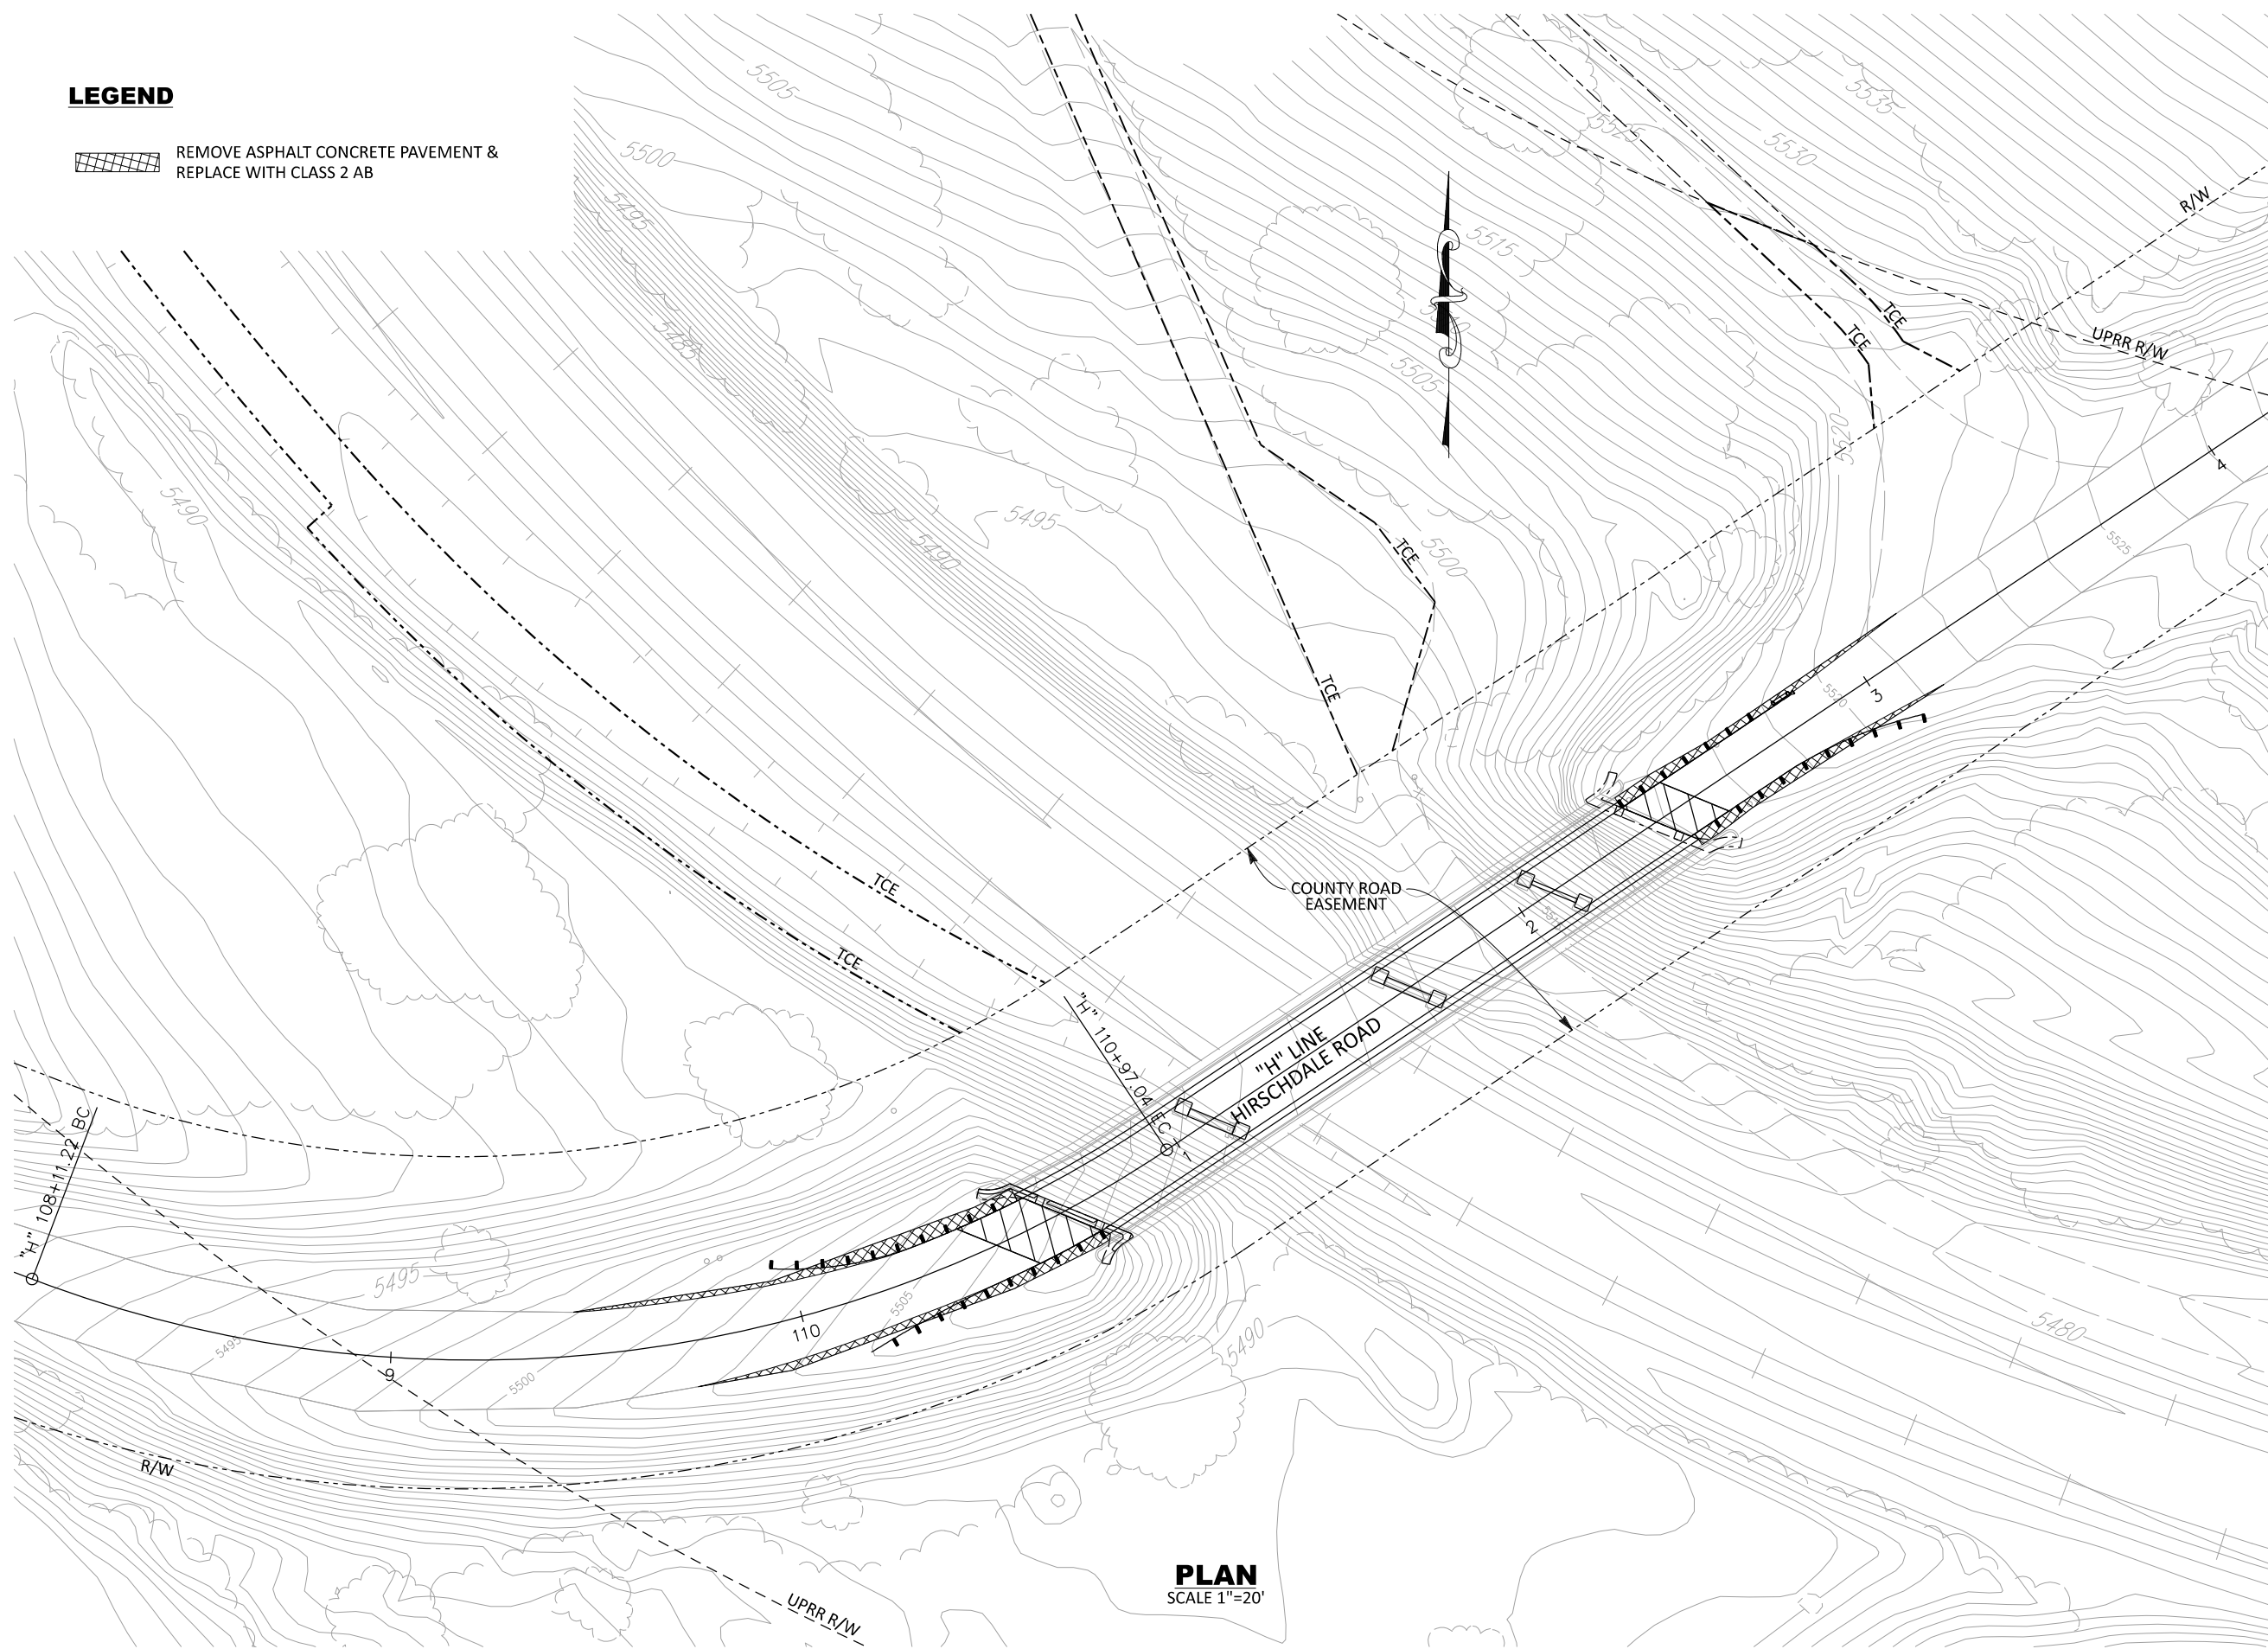 LEGEND
REMOVE ASPHALT CONCRETE PAVEMENT &
REPLACE WITH CLASS 2 AB
5505
5500
5495
5485
5525
5530
5535
5515
5505
R/W
TCE
TCE
UPRR R/W
5520
4
5490
5495
5490
5500
TCE
5525
TCE
3
TCE
TCE
COUNTY ROAD
EASEMENT
2
"H" LINE
HIRSCHDALE ROAD
"H" 110+97.04 EC
1
"H" 108+11.22 BC
5495
5505
110
9
5495
5500
5490
5480
R/W
UPRR R/W
PLAN
SCALE 1"=20'